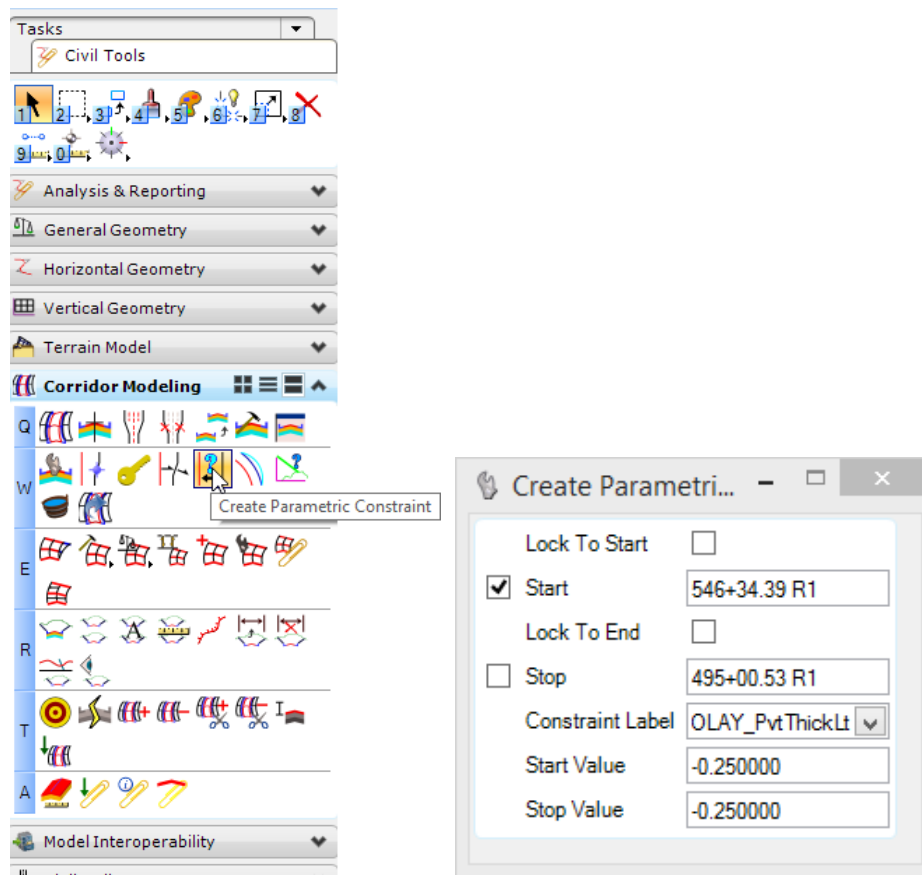 Tasks
Civil Tools
1 2 3 4 5 6 7 8
9 0
Analysis & Reporting
General Geometry
Horizontal Geometry
Vertical Geometry
Terrain Model
Corridor Modeling
Q
W
Create Parametric Constraint
E
R
A
T
I
A
Model Interoperability
Create Parametri...
Lock To Start
Start 546+34.39 R1
Lock To End
Stop 495+00.53 R1
Constraint Label OLAY_PvtThickLt
Start Value -0.250000
Stop Value -0.250000